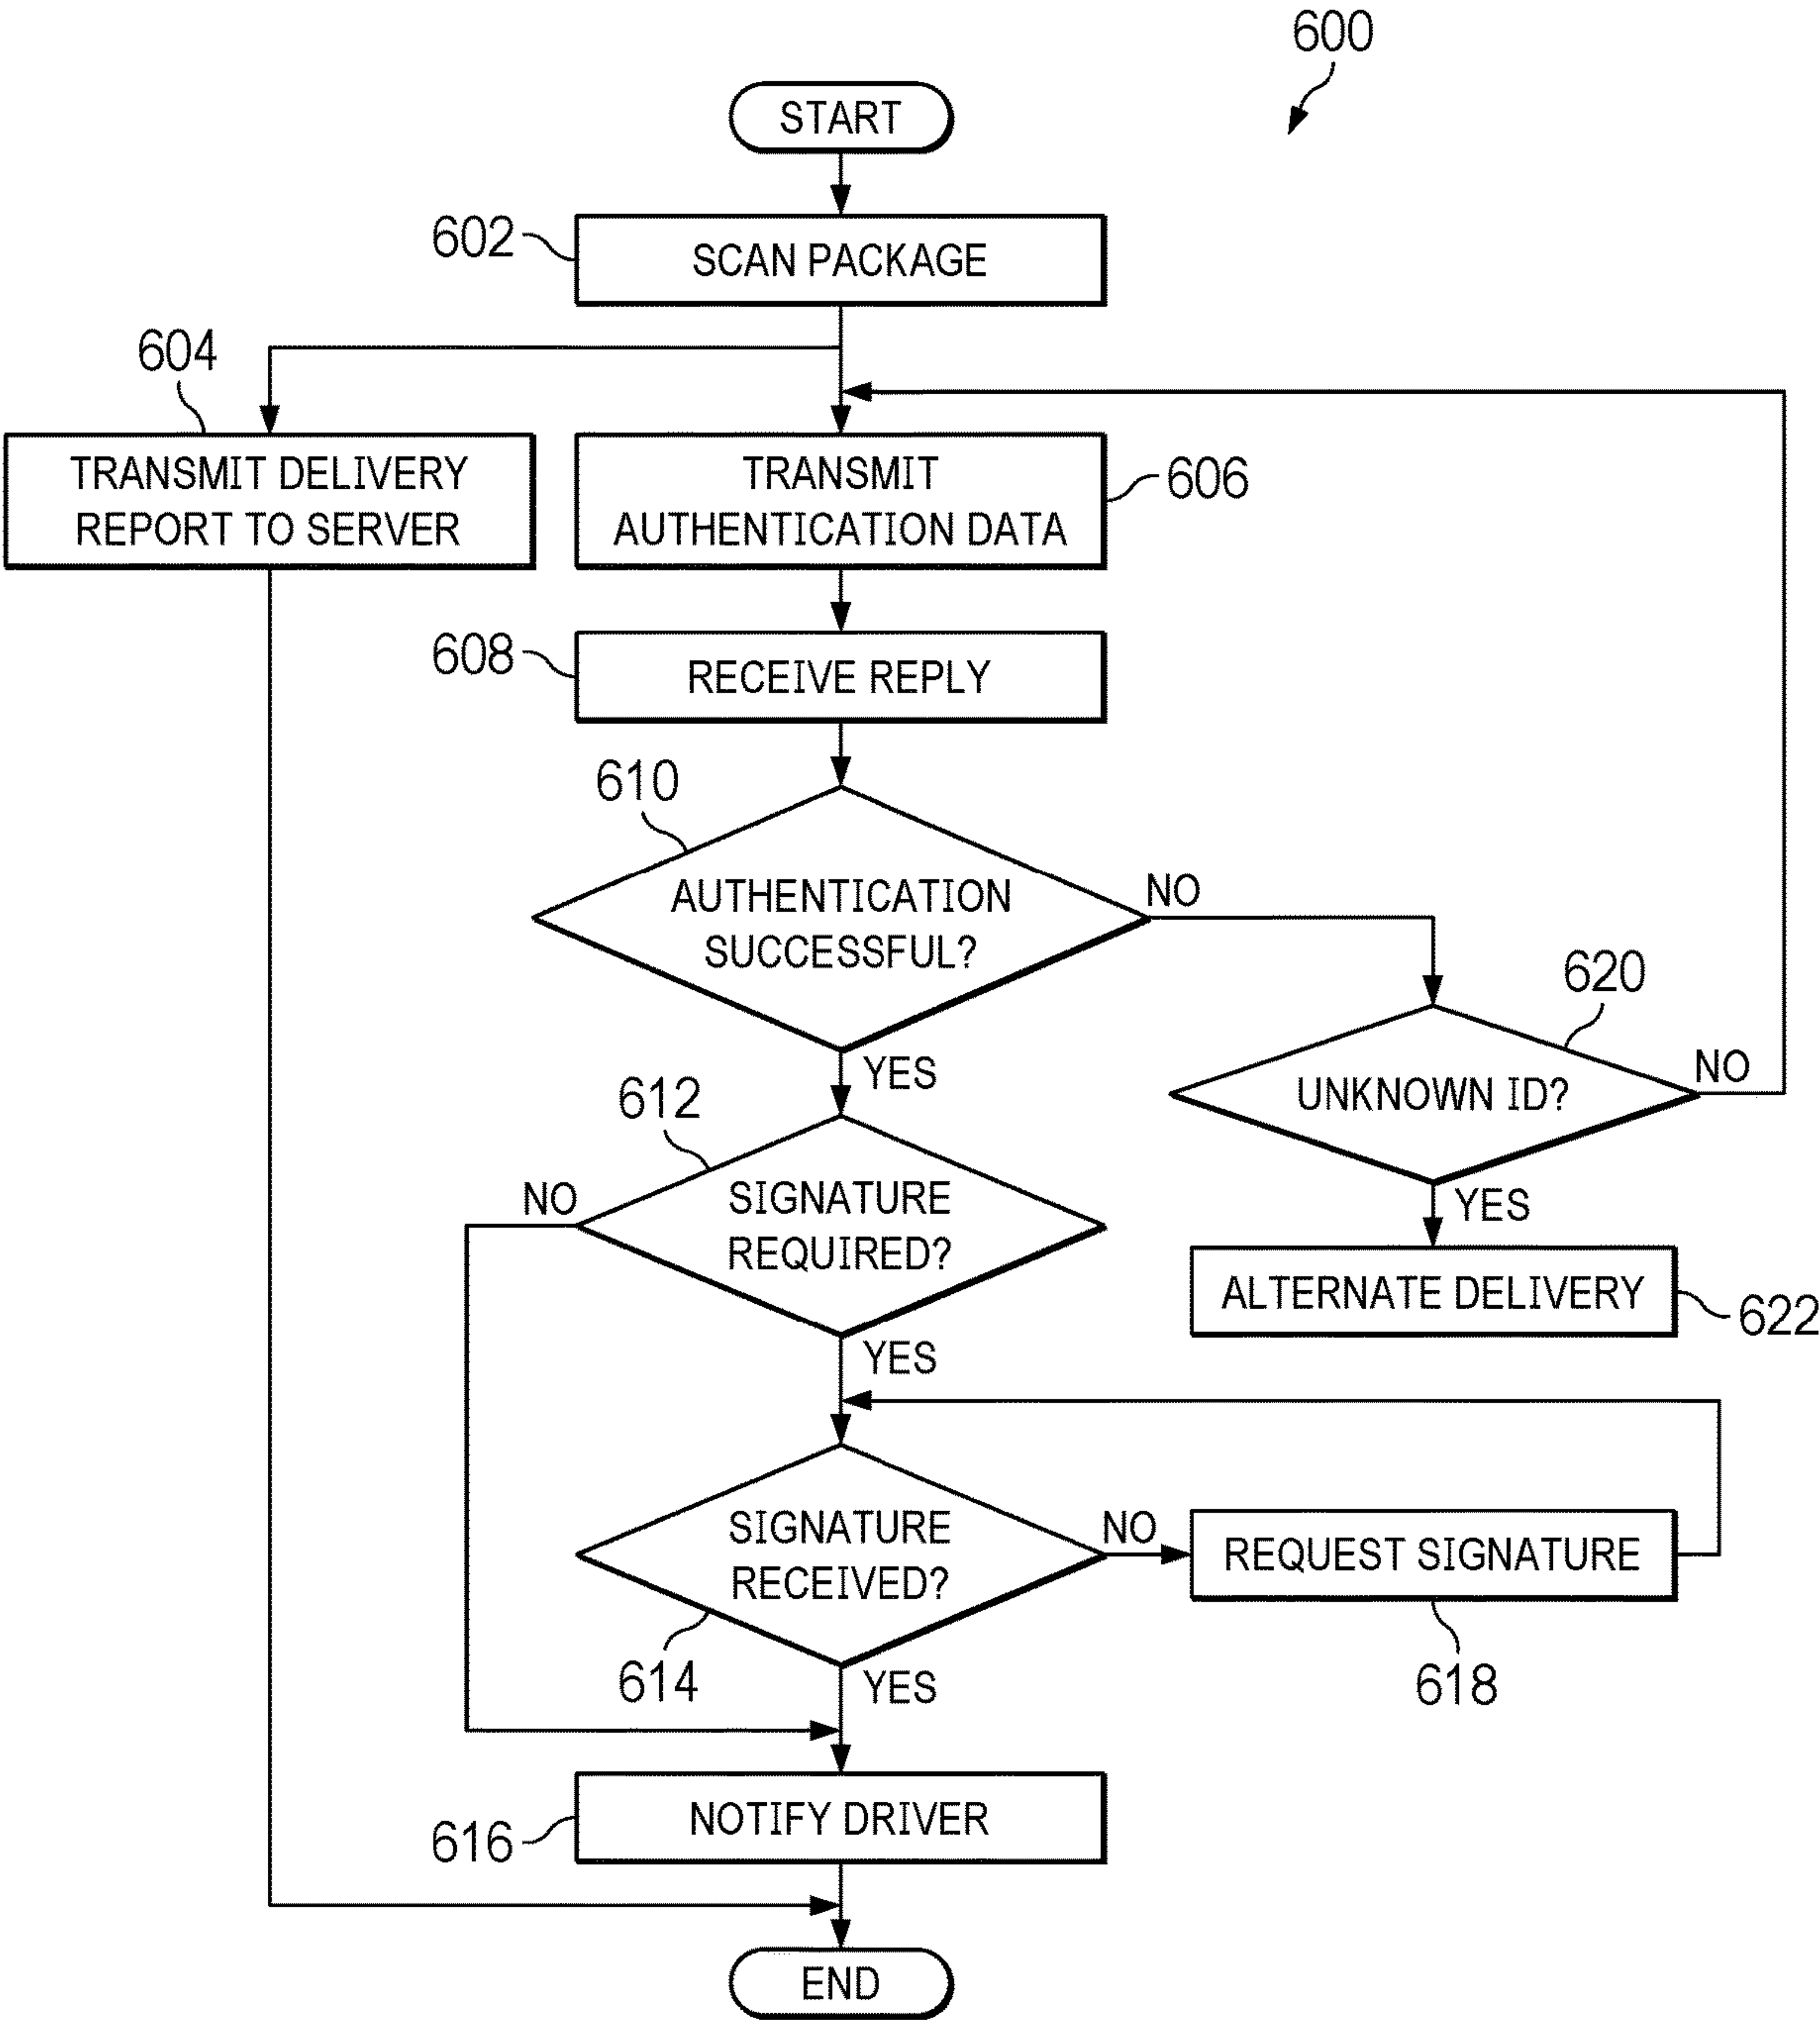 600
START
602
SCAN PACKAGE
604
TRANSMIT DELIVERY
REPORT TO SERVER
TRANSMIT
AUTHENTICATION DATA
606
608
RECEIVE REPLY
610
AUTHENTICATION
SUCCESSFUL?
NO
620
UNKNOWN ID?
NO
YES
612
SIGNATURE
REQUIRED?
NO
YES
ALTERNATE DELIVERY
622
YES
SIGNATURE
RECEIVED?
NO
REQUEST SIGNATURE
614
618
YES
NOTIFY DRIVER
616
END